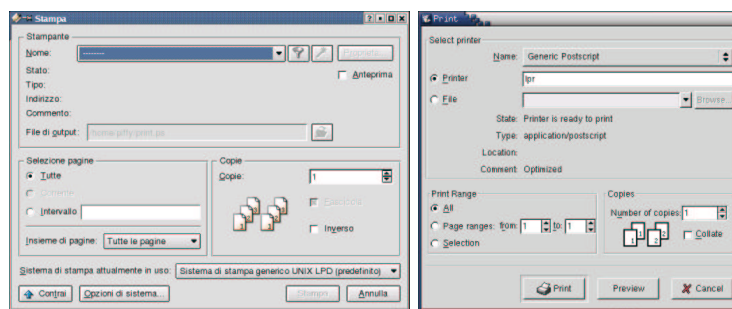 Stampa
Stampante
Nome:
Proprietà...
Stato:
Anteprima
Tipo:
Indirizzo:
Commento:
File di output: /home/pifly/print.ps
Selezione pagine
Tutte
Corrente
Intervallo
Insieme di pagine: Tutte le pagine
Copie
Copie: 1
Fascicola
Inverso
Sistema di stampa attualmente in uso: Sistema di stampa generico UNIX LPD (predefinito)
Contrai
Opzioni di sistema...
Stampa
Annulla
Print
Select printer
Name: Generic Postscript
Printer lpr
File
Browse...
State: Printer is ready to print
Type: application/postscript
Location:
Comment: Optimized
Print Range
All
Page ranges: from: 1 to: 1
Selection
Copies
Number of copies: 1
Collate
Print
Preview
Cancel